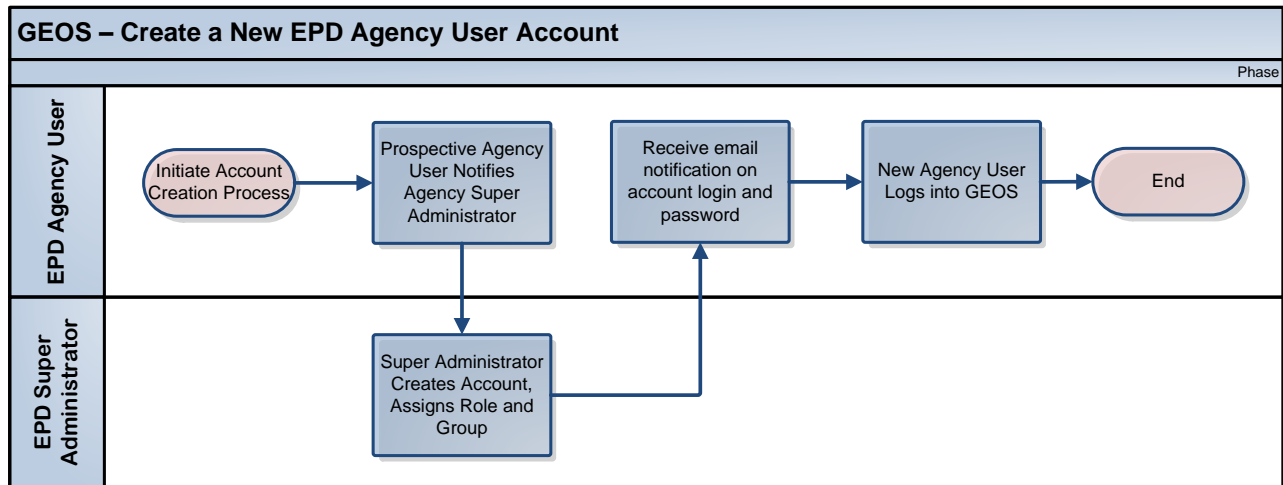 GEOS – Create a New EPD Agency User Account
Phase
EPD Agency User
Initiate Account
Creation Process
Prospective Agency
User Notifies
Agency Super
Administrator
Receive email
notification on
account login and
password
New Agency User
Logs into GEOS
End
EPD Super
Administrator
Super Administrator
Creates Account,
Assigns Role and
Group